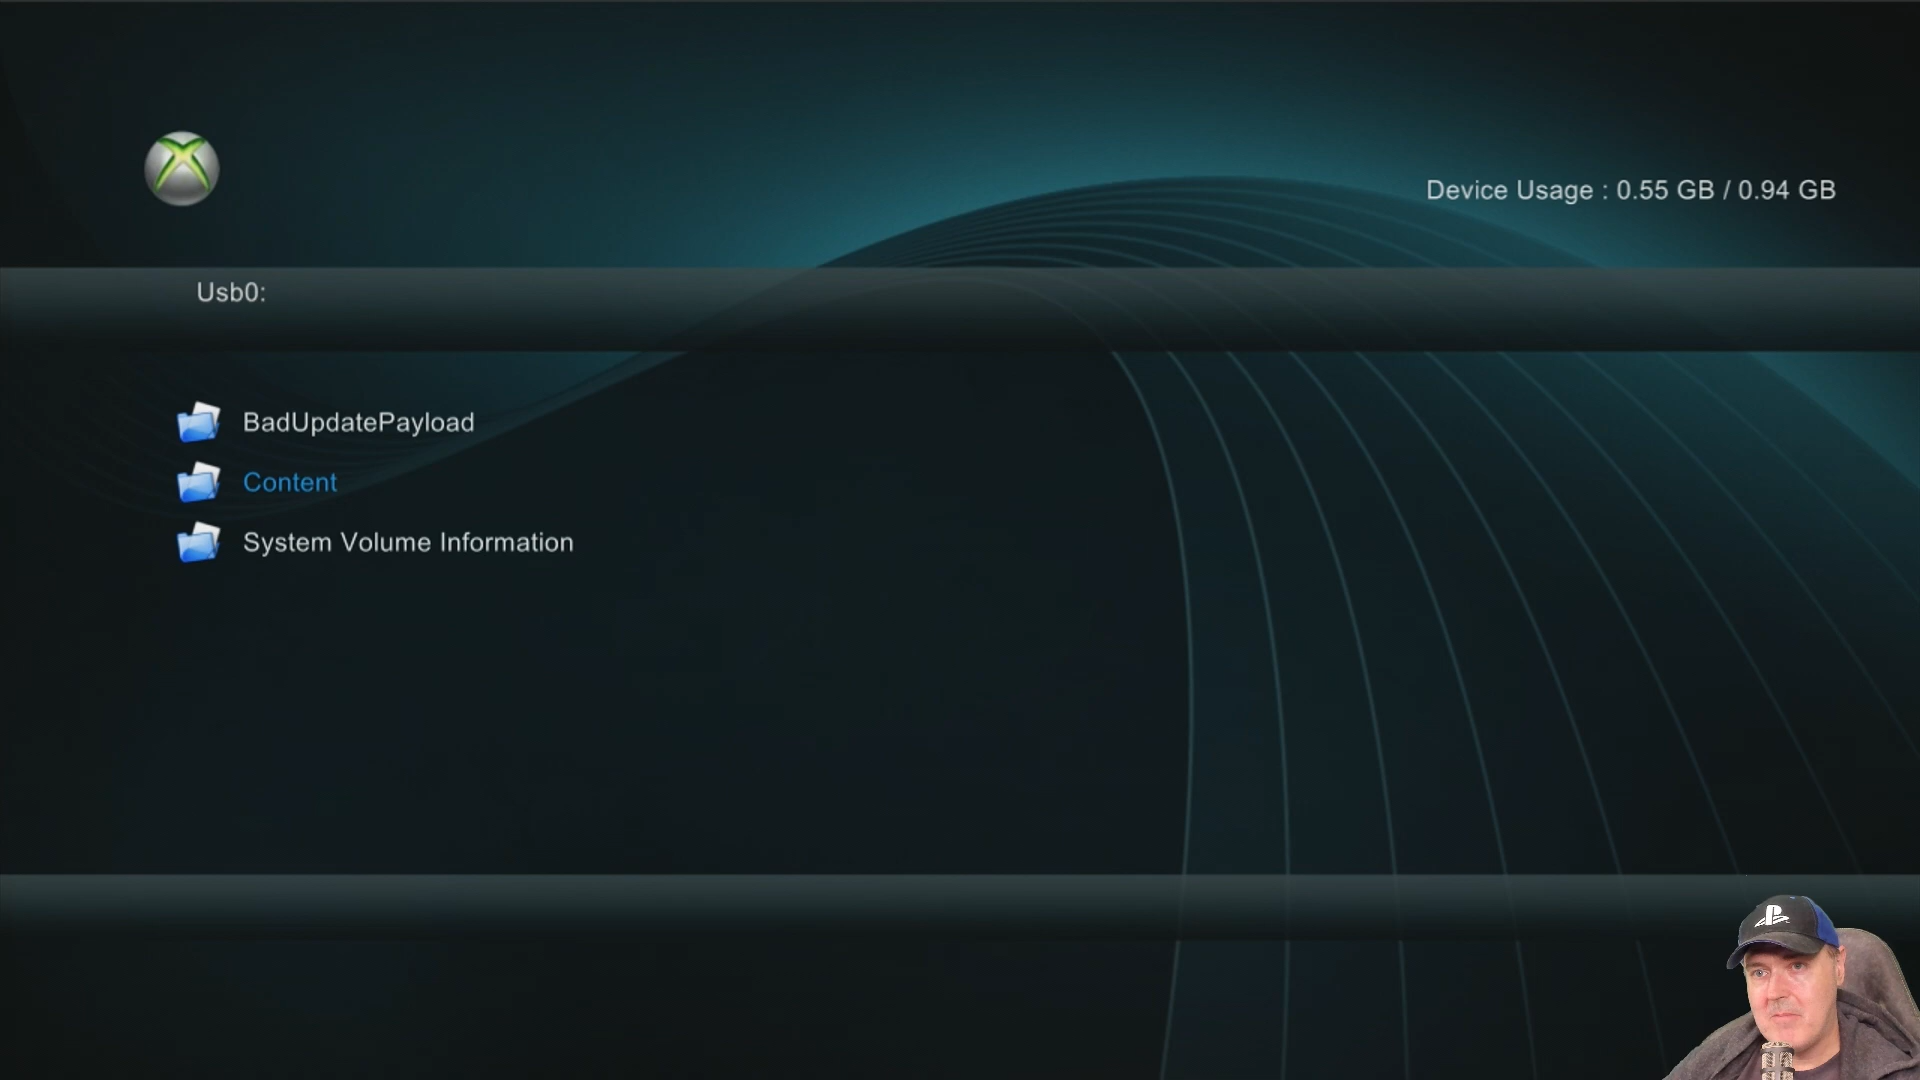 Device Usage : 0.55 GB / 0.94 GB
Usb0:
BadUpdatePayload
Content
System Volume Information